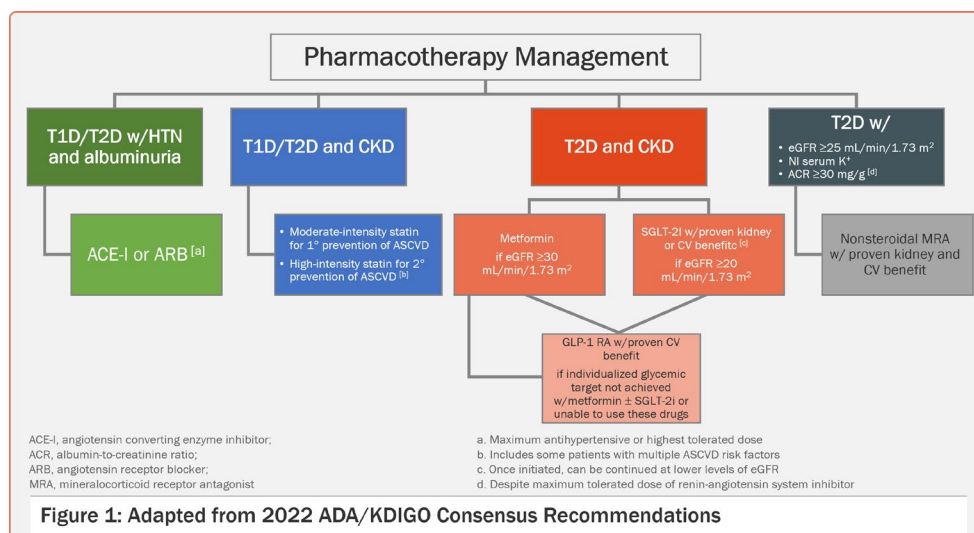 Pharmacotherapy Management
T1D/T2D w/HTN
and albuminuria
T1D/T2D and CKD
T2D and CKD
T2D w/
• eGFR ≥25 mL/min/1.73 m²
• Nl serum K⁺
• ACR ≥30 mg/g [d]
ACE-I or ARB [a]
• Moderate-intensity statin
for 1° prevention of ASCVD
• High-intensity statin for 2°
prevention of ASCVD [b]
Metformin
if eGFR ≥30
mL/min/1.73 m²
SGLT-2I w/proven kidney
or CV benefits [c]
if eGFR ≥20
mL/min/1.73 m²
Nonsteroidal MRA
w/ proven kidney and
CV benefit
GLP-1 RA w/proven CV
benefit
if individualized glycemic
target not achieved
w/metformin ± SGLT-2i or
unable to use these drugs
ACE-I, angiotensin converting enzyme inhibitor;
ACR, albumin-to-creatinine ratio;
ARB, angiotensin receptor blocker;
MRA, mineralocorticoid receptor antagonist
a. Maximum antihypertensive or highest tolerated dose
b. Includes some patients with multiple ASCVD risk factors
c. Once initiated, can be continued at lower levels of eGFR
d. Despite maximum tolerated dose of renin-angiotensin system inhibitor
Figure 1: Adapted from 2022 ADA/KDIGO Consensus Recommendations